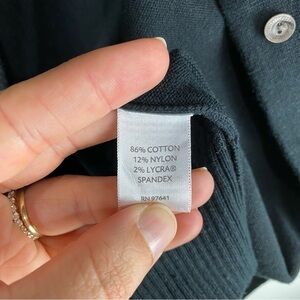 86% COTTON
12% NYLON
2% LYCRA®
SPANDEX
RN 97641